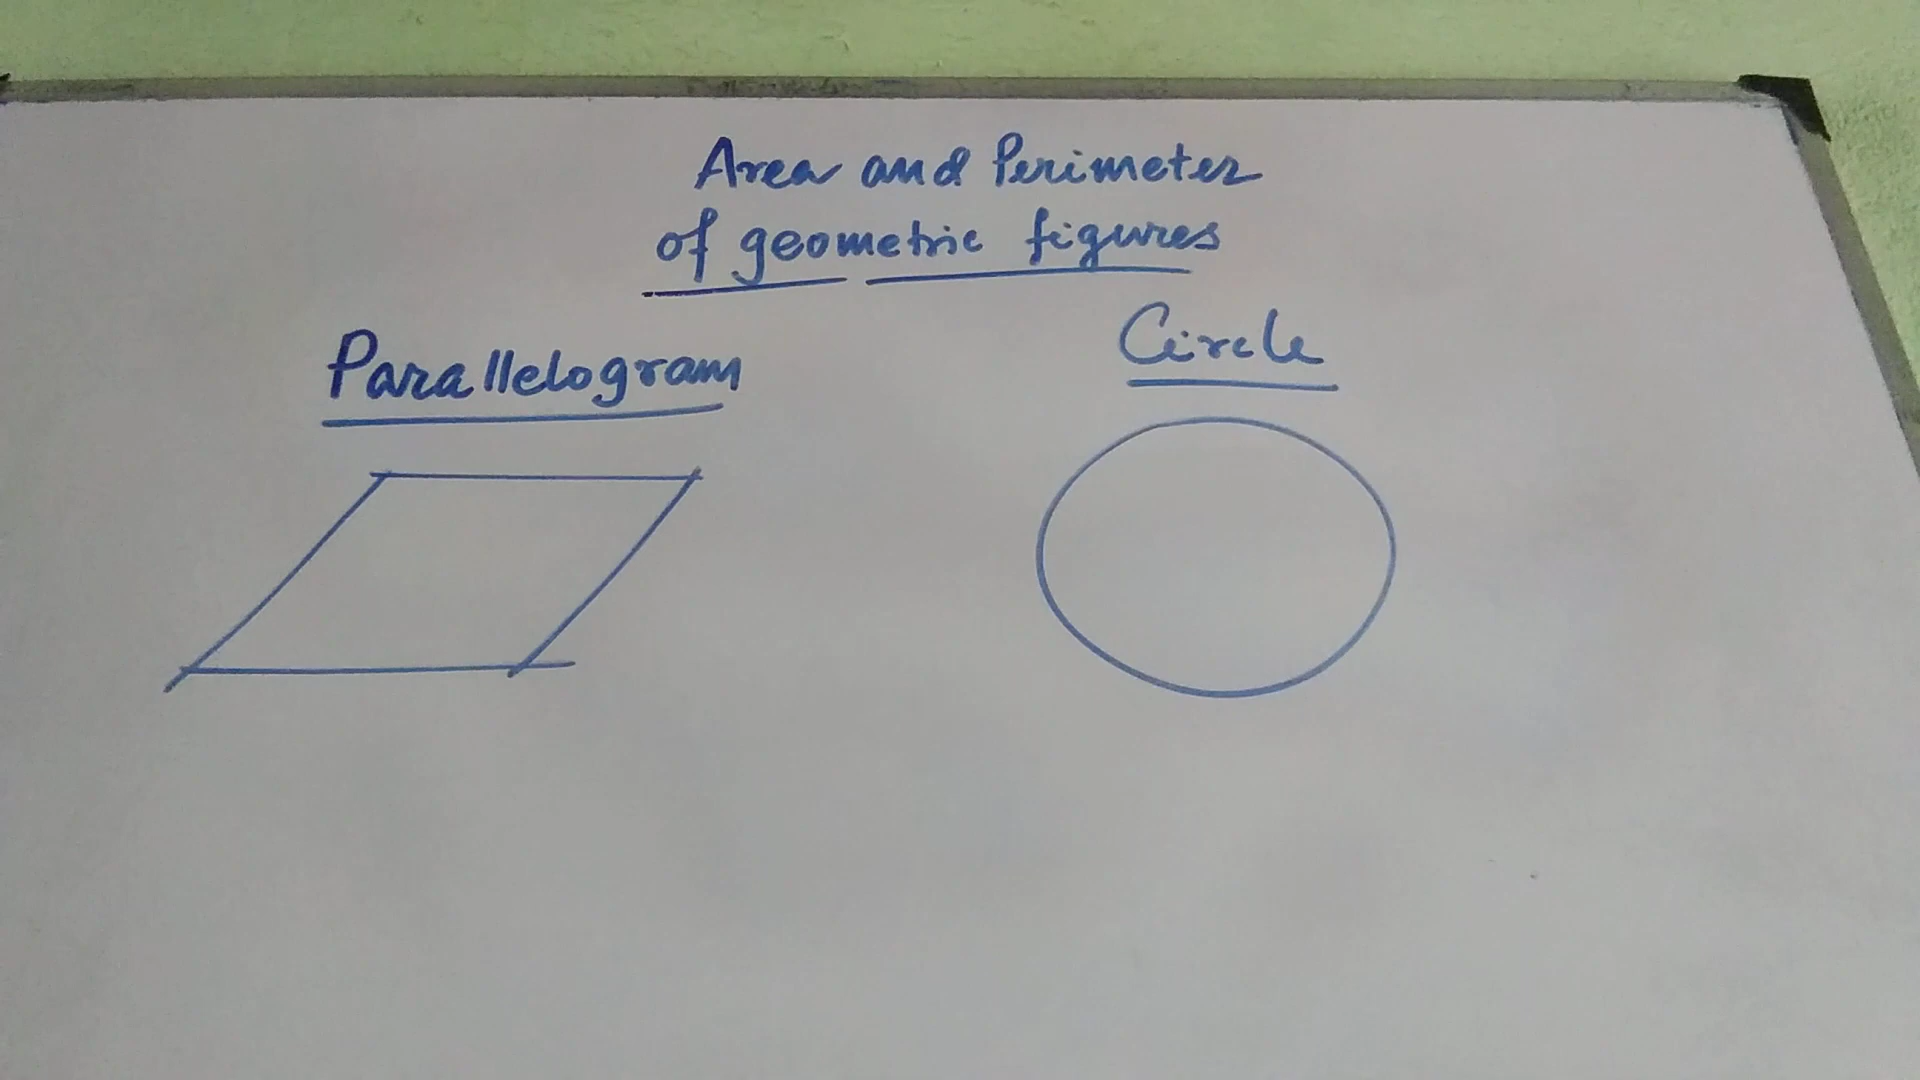 Area and Perimeter
of geometric figures
Parallelogram
Circle